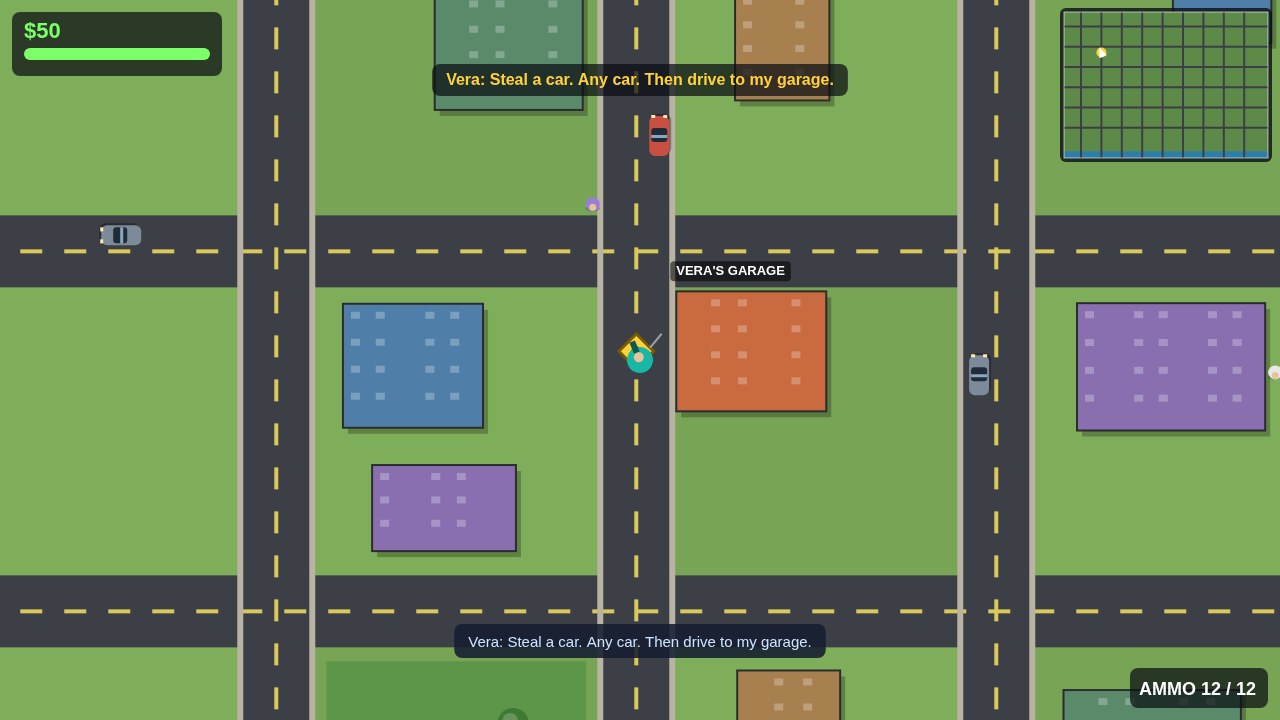 $50
Vera: Steal a car. Any car. Then drive to my garage.
VERA'S GARAGE
Vera: Steal a car. Any car. Then drive to my garage.
AMMO 12 / 12